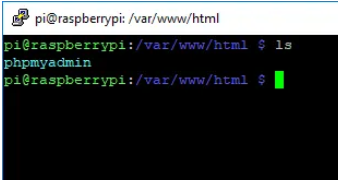 pi@raspberrypi: /var/www/html
pi@raspberrypi:/var/www/html $ ls
phpmyadmin
pi@raspberrypi:/var/www/html $